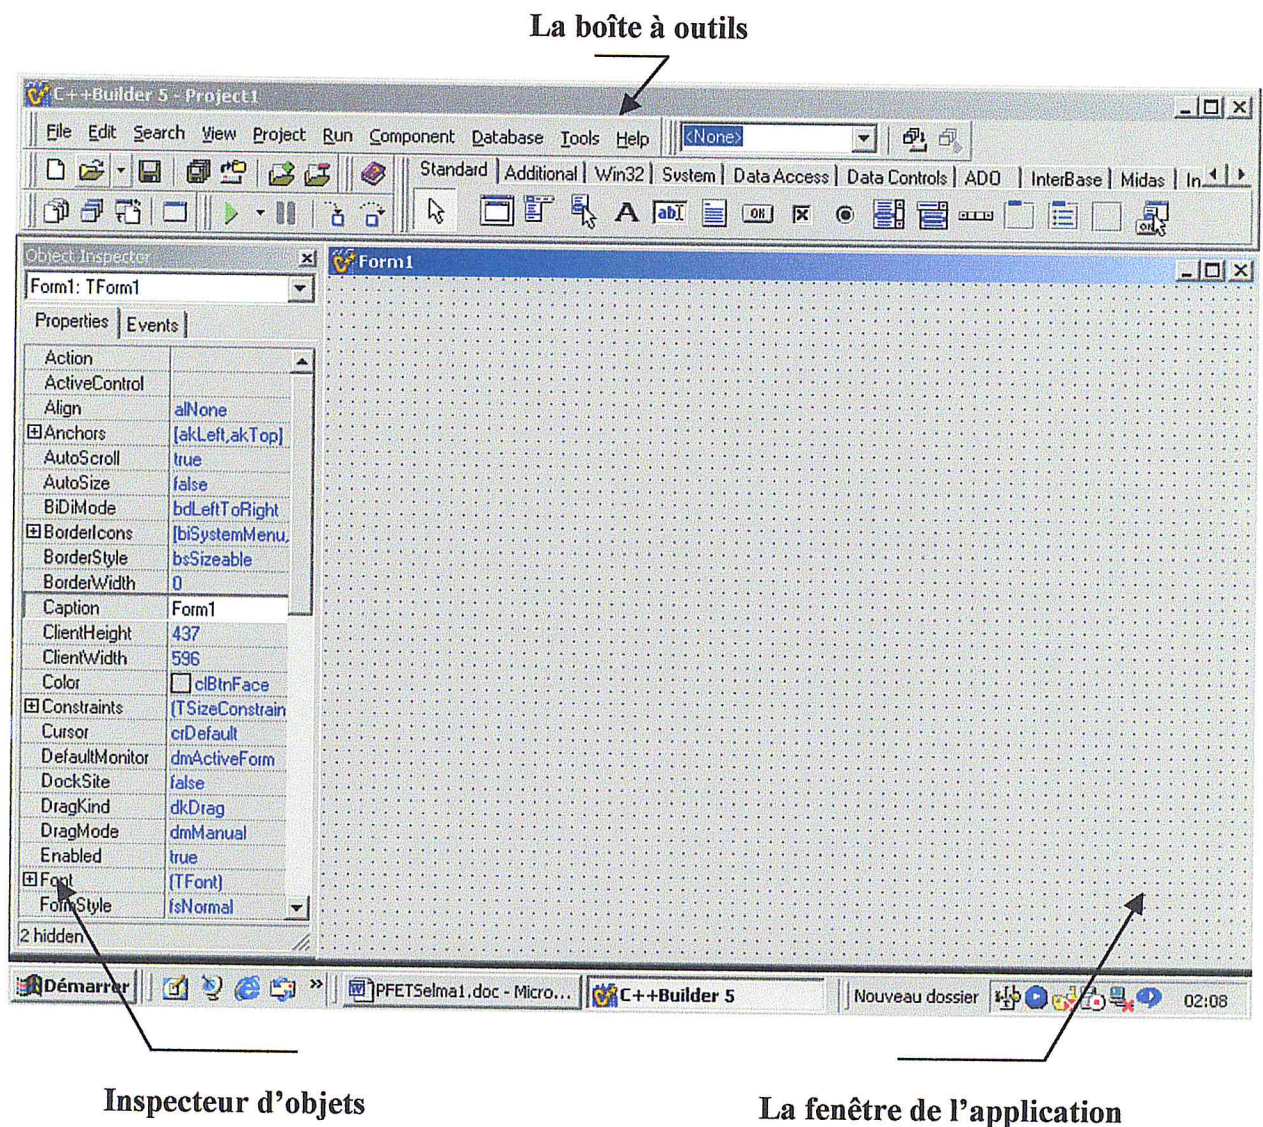 La boîte à outils
C++Builder 5 - Project1
File Edit Search View Project Run Component Database Tools Help <None>
Standard Additional Win32 System Data Access Data Controls ADO InterBase Midas In
A ab OK
Object Inspector
Form1: TForm1
Properties Events
Action
ActiveControl
Align alNone
Anchors [akLeft,akTop]
AutoScroll true
AutoSize false
BiDiMode bdLeftToRight
BorderIcons [biSystemMenu,
BorderStyle bsSizeable
BorderWidth 0
Caption Form1
ClientHeight 437
ClientWidth 596
Color clBtnFace
Constraints (TSizeConstrain
Cursor crDefault
DefaultMonitor dmActiveForm
DockSite false
DragKind dkDrag
DragMode dmManual
Enabled true
Font (TFont)
FormStyle fsNormal
2 hidden
Form1
Démarrer PFETSelma1.doc - Micro... C++Builder 5 Nouveau dossier 02:08
Inspecteur d'objets
La fenêtre de l'application